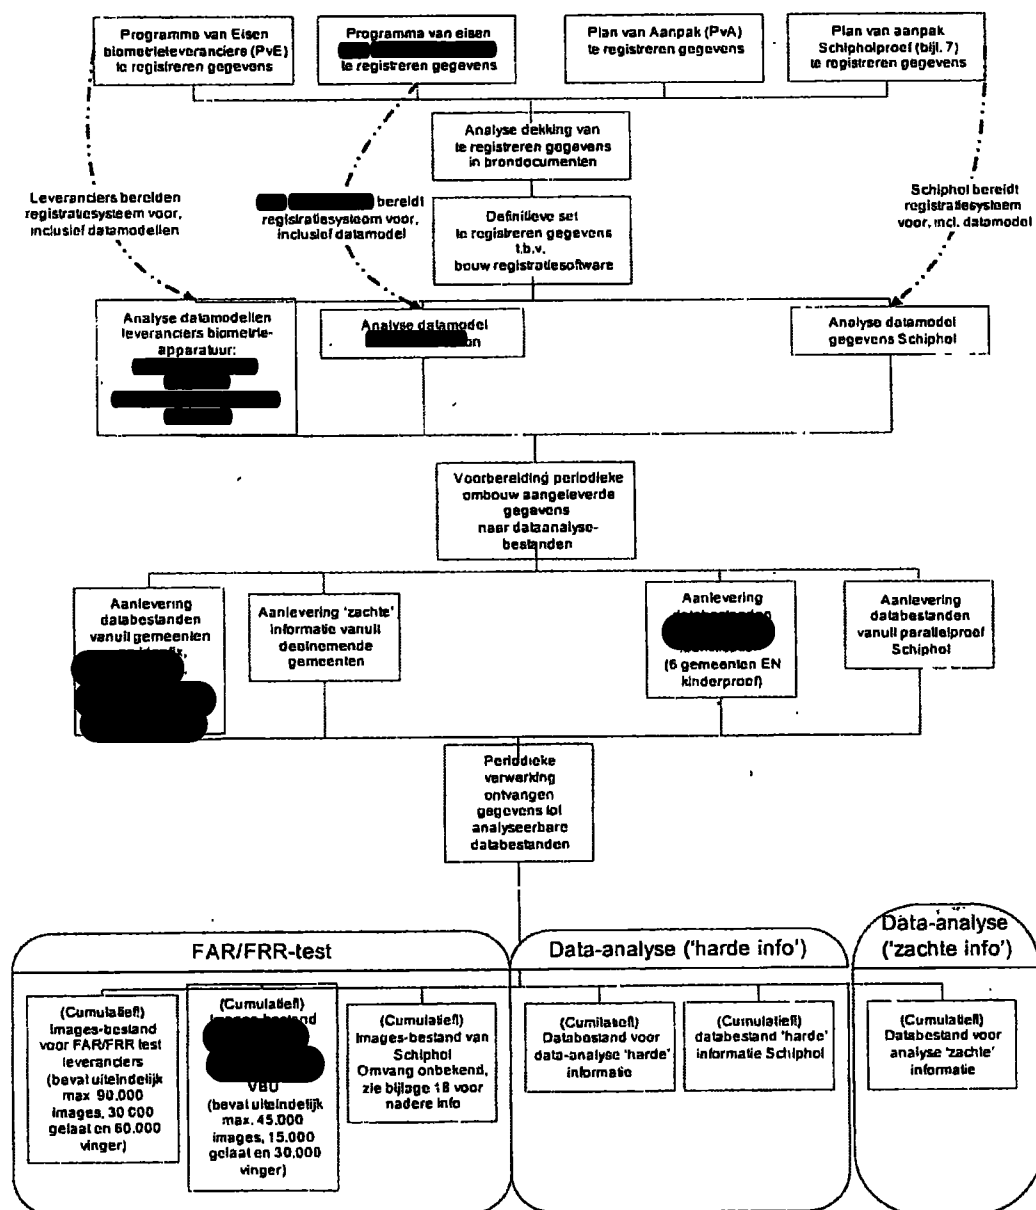 Programma van Eisen
biometrieleveranciers (PvE)
te registreren gegevens
Programma van eisen
te registreren gegevens
Plan van Aanpak (PvA)
te registreren gegevens
Plan van aanpak
Schipholproef (bijl. 7)
te registreren gegevens
Analyse dekking van
te registreren gegevens
in brondocumenten
Leveranciers bereiden
registratiesysteem voor,
inclusief datamodellen
bereidt
registratiesysteem voor,
inclusief datamodel
Definitieve set
te registreren gegevens
t.b.v.
bouw registratiesoftware
Schiphol bereidt
registratiesysteem
voor, incl. datamodel
Analyse datamodellen
leveranciers biometrie-
apparatuur:
Analyse datamodel
Analyse datamodel
gegevens Schiphol
Voorbereiding periodieke
ombouw aangeleverde
gegevens
naar dataanalyse-
bestanden
Aanlevering
databestanden
vanuit gemeenten
Aanlevering 'zachte'
informatie vanuit
deelnemende
gemeenten
Aanlevering
databestanden
(6 gemeenten EN
kinderproof)
Aanlevering
databestanden
vanuit parallelproef
Schiphol
Periodieke
verwerking
ontvangen
gegevens tot
analyseerbare
databestanden
FAR/FRR-test
Data-analyse ('harde info')
Data-analyse
('zachte info')
(Cumulatief!)
Images-bestand
voor FAR/FRR test
leveranciers
(bevat uiteindelijk
max. 90.000
images, 30.000
gelaat en 60.000
vinger)
(Cumulatief!)
Images-bestand
VBU
(bevat uiteindelijk
max. 45.000
images, 15.000
gelaat en 30.000
vinger)
(Cumulatief!)
Images-bestand van
Schiphol
Omvang onbekend,
zie bijlage 18 voor
nadere info
(Cumilatief!)
Databestand voor
data-analyse 'harde'
informatie
(Cumulatief!)
databestand 'harde'
informatie Schiphol
(Cumulatief!)
Databestand voor
analyse 'zachte'
informatie